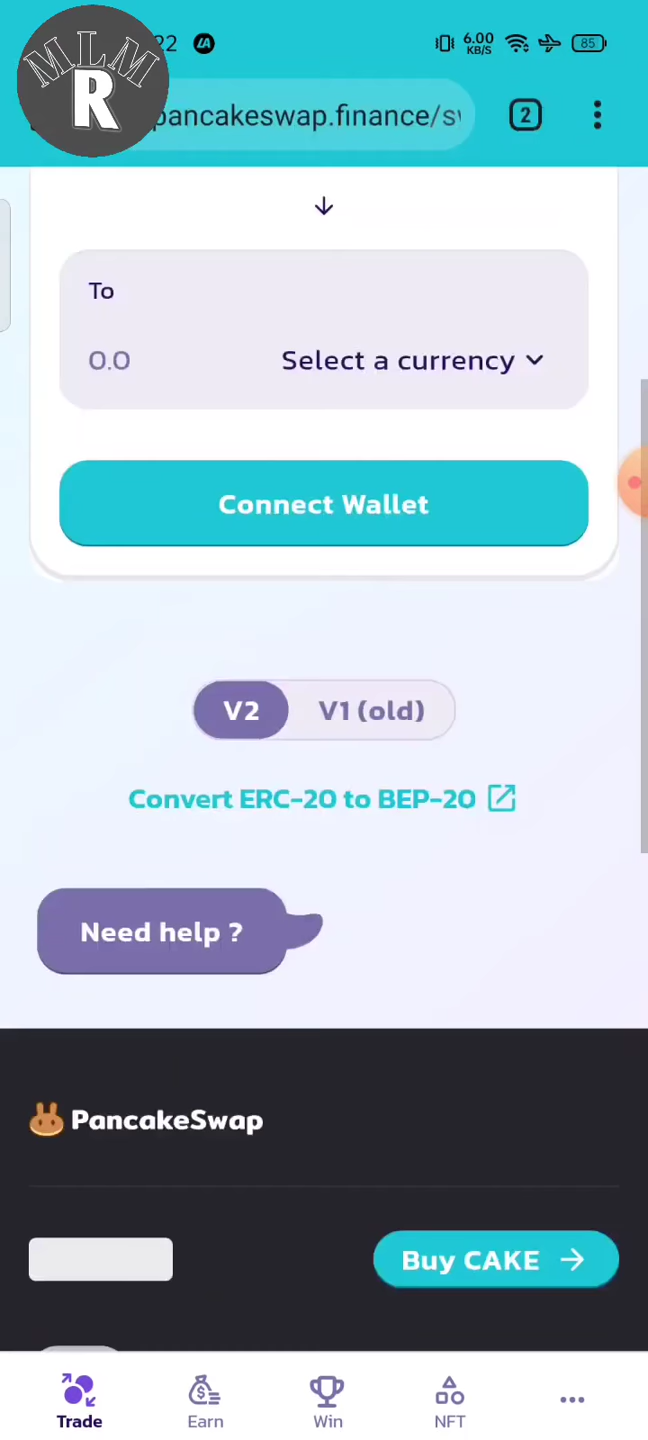 MLM
R
22
LA
6.00
KB/S
85
pancakeswap.finance/s
2
To
0.0
Select a currency
Connect Wallet
V2
V1 (old)
Convert ERC-20 to BEP-20
Need help ?
PancakeSwap
Buy CAKE
Trade
Earn
Win
NFT